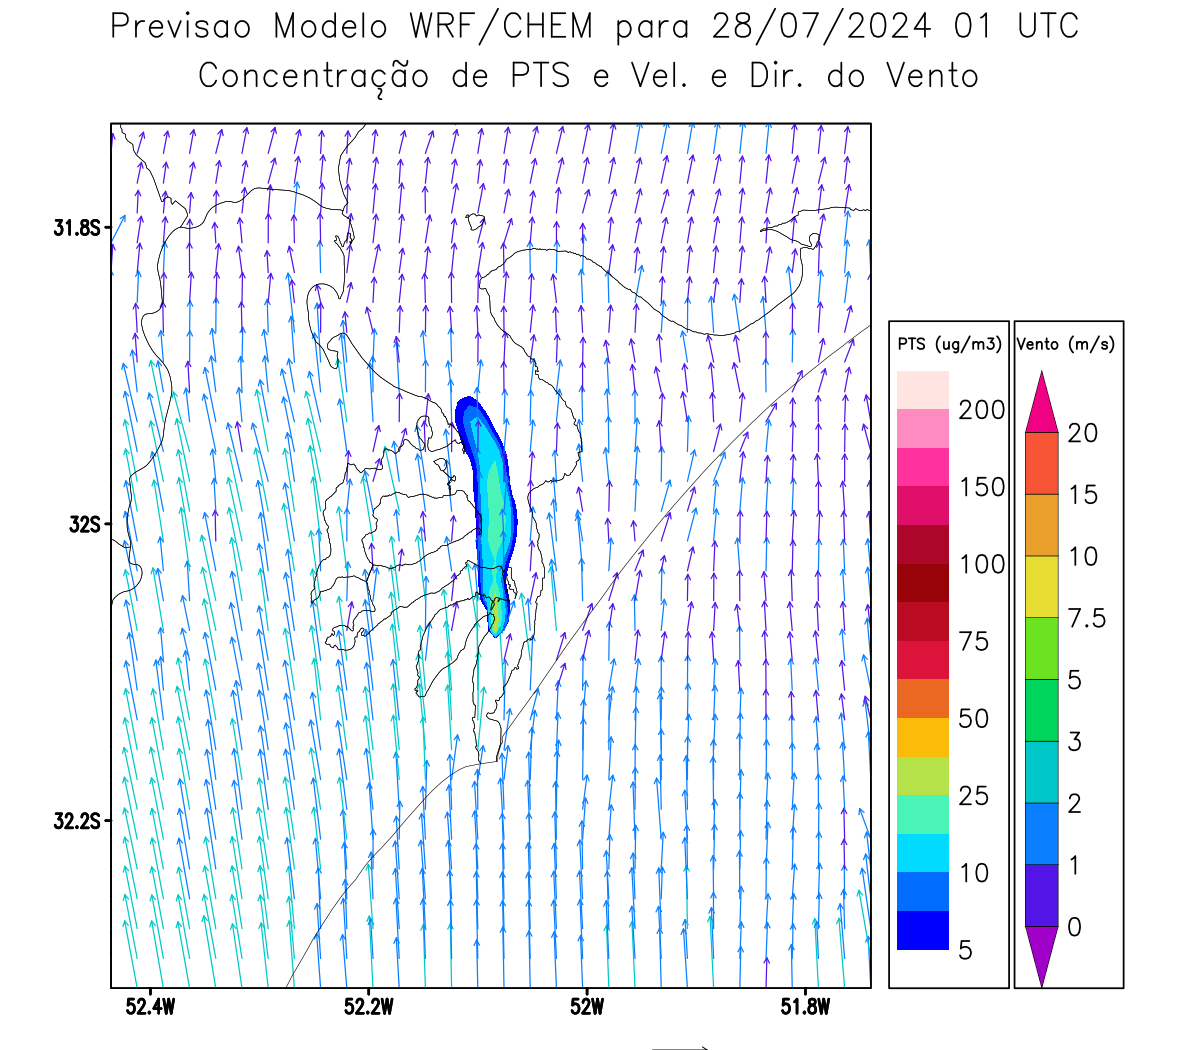 Previsao Modelo WRF/CHEM para 28/07/2024 01 UTC
Concentração de PTS e Vel. e Dir. do Vento
31.8S
32S
32.2S
52.4W 52.2W 52W 51.8W
PTS (ug/m3)
200
150
100
75
50
25
10
5
Vento (m/s)
20
15
10
7.5
5
3
2
1
0